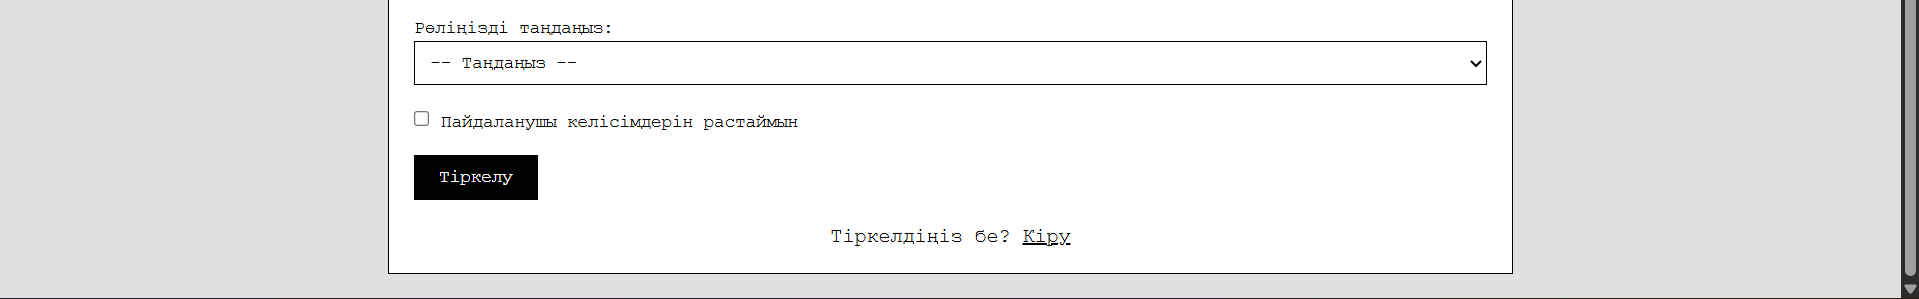 Рөліңізді таңдаңыз:
-- Таңдаңыз --
Пайдаланушы келісімдерін растаймын
Тіркелу
Тіркелдіңіз бе? Кіру